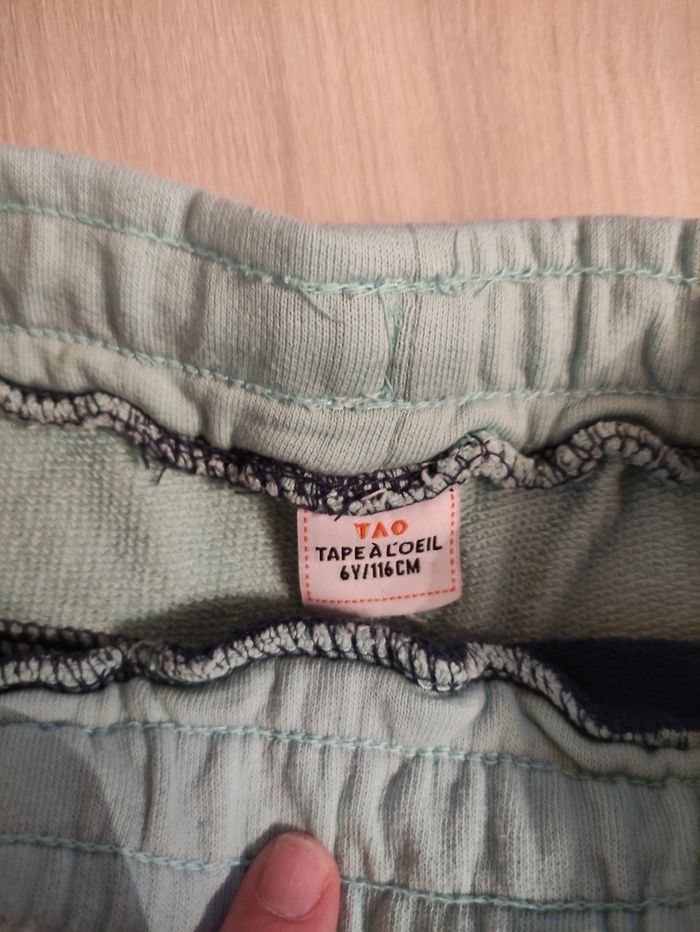 TAO
TAPE À L'OEIL
6Y/116CM